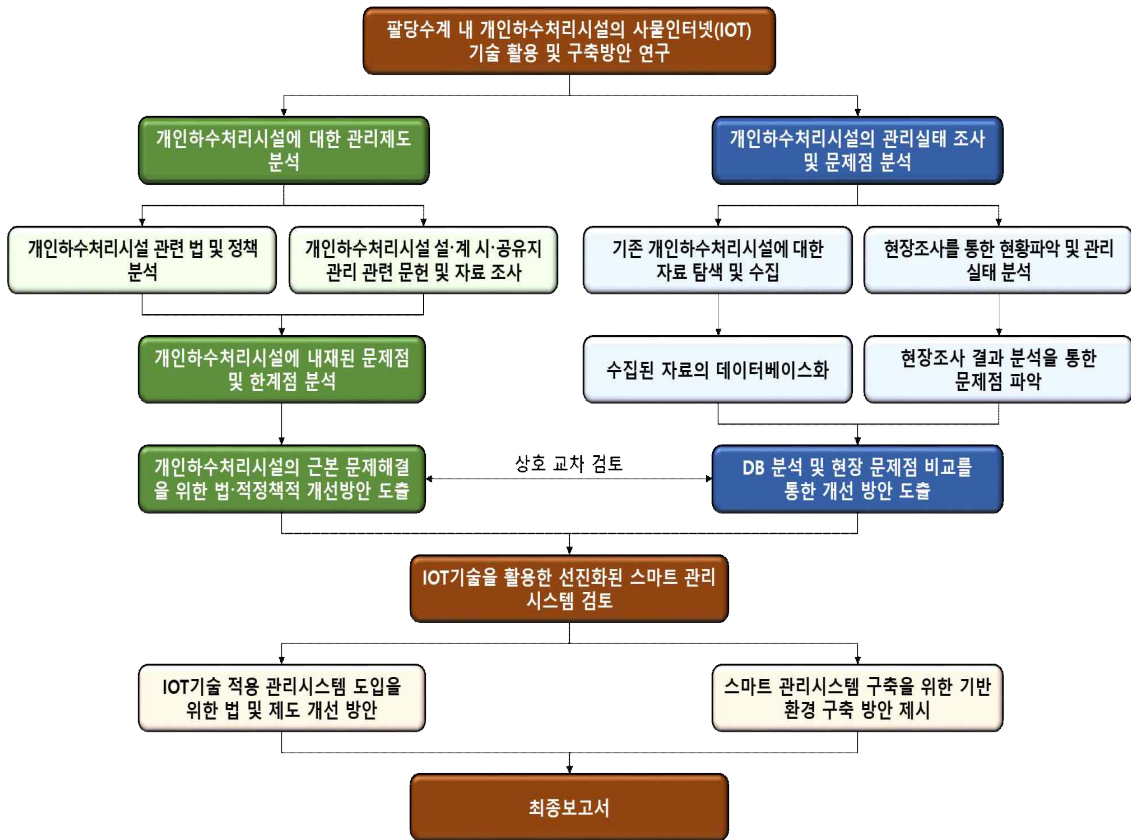 팔당수계 내 개인하수처리시설의 사물인터넷(IOT)
기술 활용 및 구축방안 연구
개인하수처리시설에 대한 관리제도
분석
개인하수처리시설의 관리실태 조사
및 문제점 분석
개인하수처리시설 관련 법 및 정책
분석
개인하수처리시설 설·계 시·공유지
관리 관련 문헌 및 자료 조사
기존 개인하수처리시설에 대한
자료 탐색 및 수집
현장조사를 통한 현황파악 및 관리
실태 분석
개인하수처리시설에 내재된 문제점
및 한계점 분석
수집된 자료의 데이터베이스화
현장조사 결과 분석을 통한
문제점 파악
개인하수처리시설의 근본 문제해결
을 위한 법·적정책적 개선방안 도출
상호 교차 검토
DB 분석 및 현장 문제점 비교를
통한 개선 방안 도출
IOT기술을 활용한 선진화된 스마트 관리
시스템 검토
IOT기술 적용 관리시스템 도입을
위한 법 및 제도 개선 방안
스마트 관리시스템 구축을 위한 기반
환경 구축 방안 제시
최종보고서